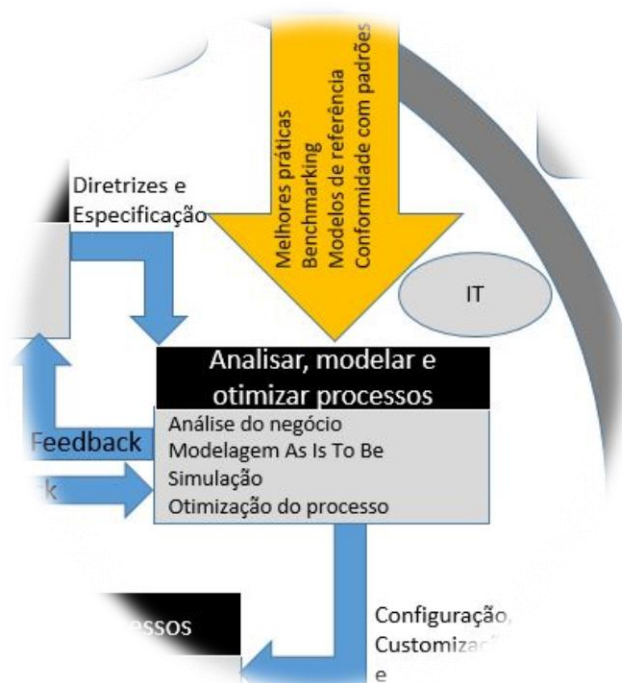 Melhores práticas
Benchmarking
Modelos de referência
Conformidade com padrões
Diretrizes e
Especificação
IT
Analisar, modelar e
otimizar processos
Análise do negócio
Modelagem As Is To Be
Simulação
Otimização do processo
Feedback
Configuração,
e